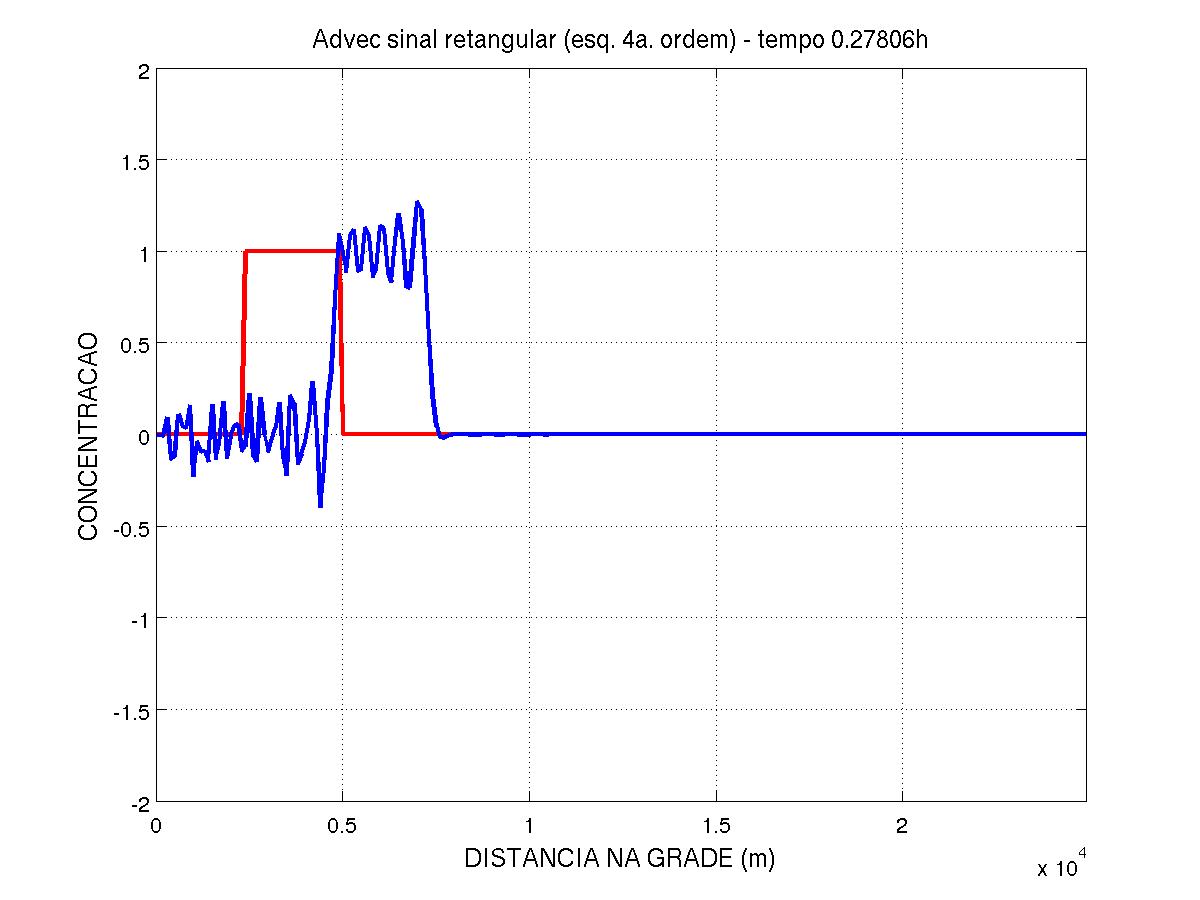 Advec sinal retangular (esq. 4a. ordem) - tempo 0.27806h
2
1.5
1
0.5
0
-0.5
-1
-1.5
-2
CONCENTRACAO
0 0.5 1 1.5 2
x 10^4
DISTANCIA NA GRADE (m)